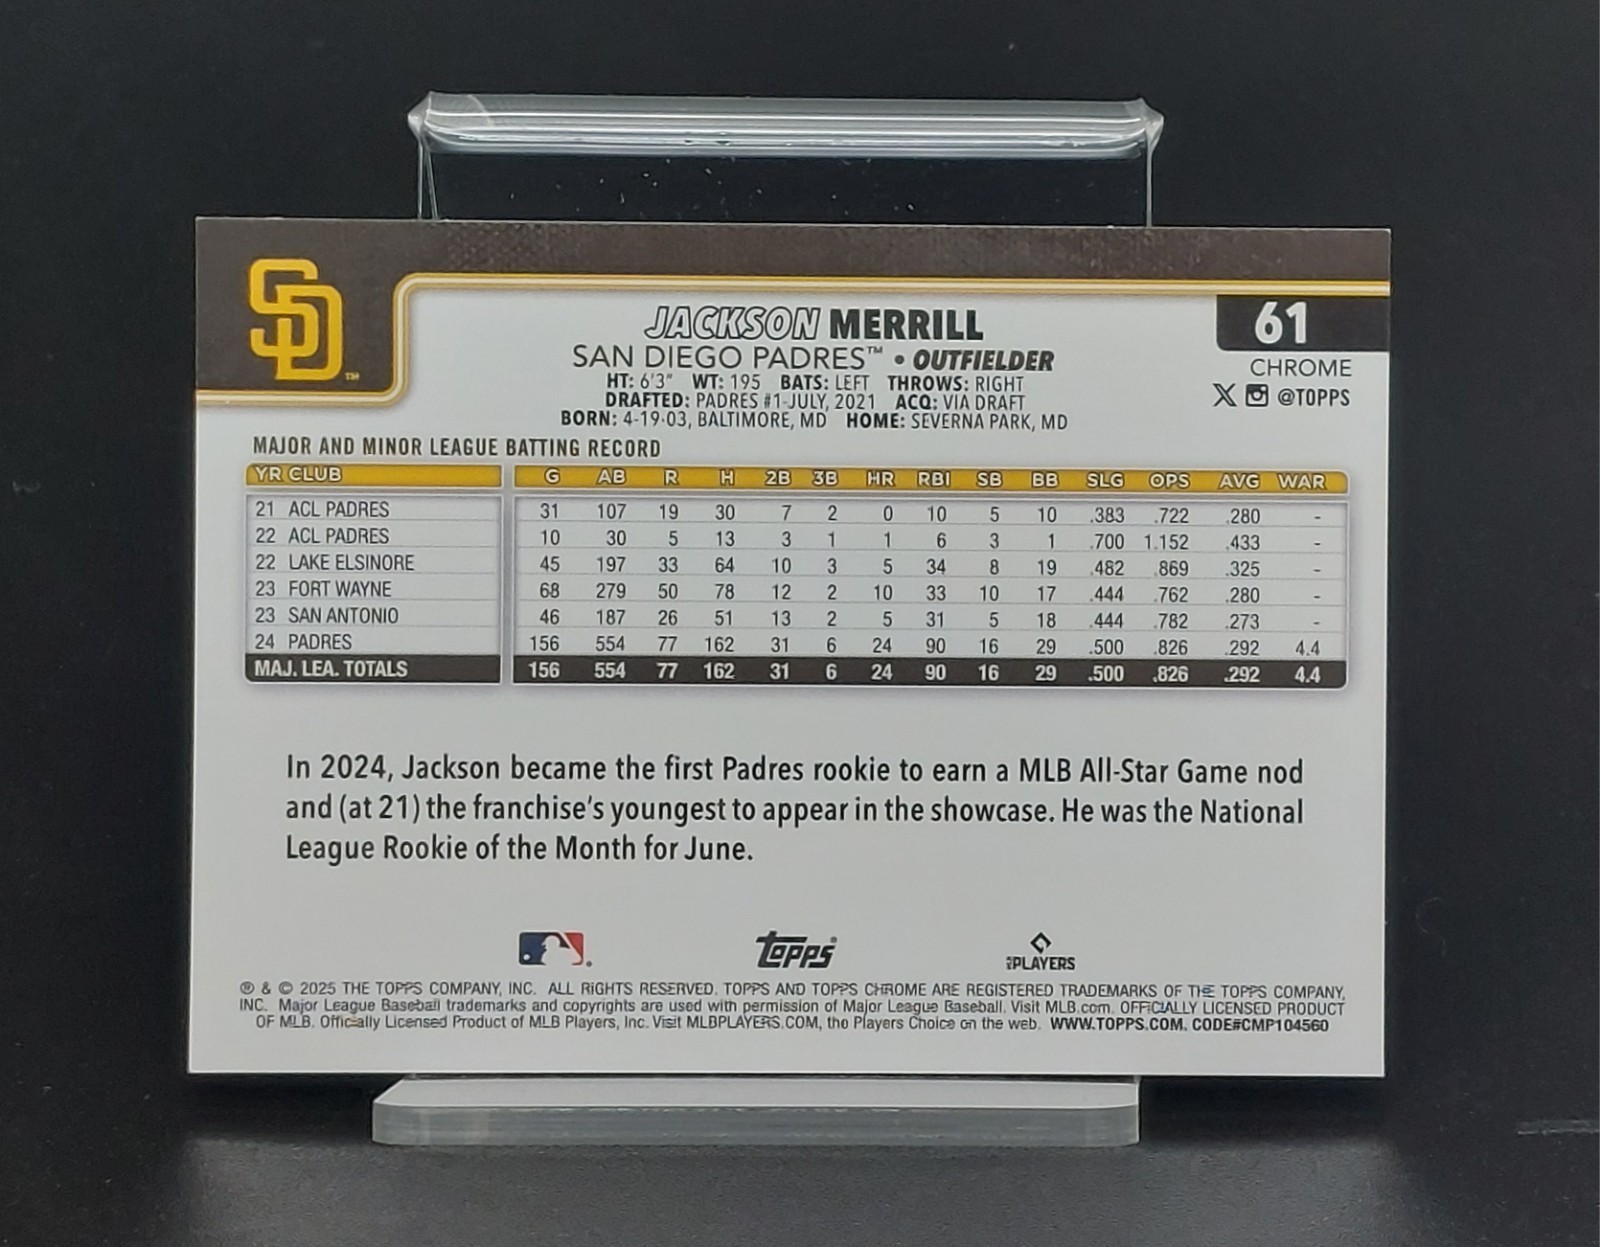 SD™
61
JACKSON MERRILL
SAN DIEGO PADRES™ • OUTFIELDER
CHROME
HT: 6'3" WT: 195 BATS: LEFT THROWS: RIGHT
DRAFTED: PADRES #1-JULY, 2021 ACQ: VIA DRAFT
X @TOPPS
BORN: 4-19-03, BALTIMORE, MD HOME: SEVERNA PARK, MD
MAJOR AND MINOR LEAGUE BATTING RECORD
YR CLUB G AB R H 2B 3B HR RBI SB BB SLG OPS AVG WAR
21 ACL PADRES 31 107 19 30 7 2 0 10 5 10 .383 .722 .280 -
22 ACL PADRES 10 30 5 13 3 1 1 6 3 1 .700 1.152 .433 -
22 LAKE ELSINORE 45 197 33 64 10 3 5 34 8 19 .482 .869 .325 -
23 FORT WAYNE 68 279 50 78 12 2 10 33 10 17 .444 .762 .280 -
23 SAN ANTONIO 46 187 26 51 13 2 5 31 5 18 .444 .782 .273 -
24 PADRES 156 554 77 162 31 6 24 90 16 29 .500 .826 .292 4.4
MAJ. LEA. TOTALS 156 554 77 162 31 6 24 90 16 29 .500 .826 .292 4.4
In 2024, Jackson became the first Padres rookie to earn a MLB All-Star Game nod
and (at 21) the franchise's youngest to appear in the showcase. He was the National
League Rookie of the Month for June.
Topps
MLB PLAYERS
® & © 2025 THE TOPPS COMPANY, INC. ALL RIGHTS RESERVED. TOPPS AND TOPPS CHROME ARE REGISTERED TRADEMARKS OF THE TOPPS COMPANY,
INC. Major League Baseball trademarks and copyrights are used with permission of Major League Baseball. Visit MLB.com. OFFICIALLY LICENSED PRODUCT
OF MLB. Officially Licensed Product of MLB Players, Inc. Visit MLBPLAYERS.COM, the Players Choice on the web. WWW.TOPPS.COM. CODE#CMP104560